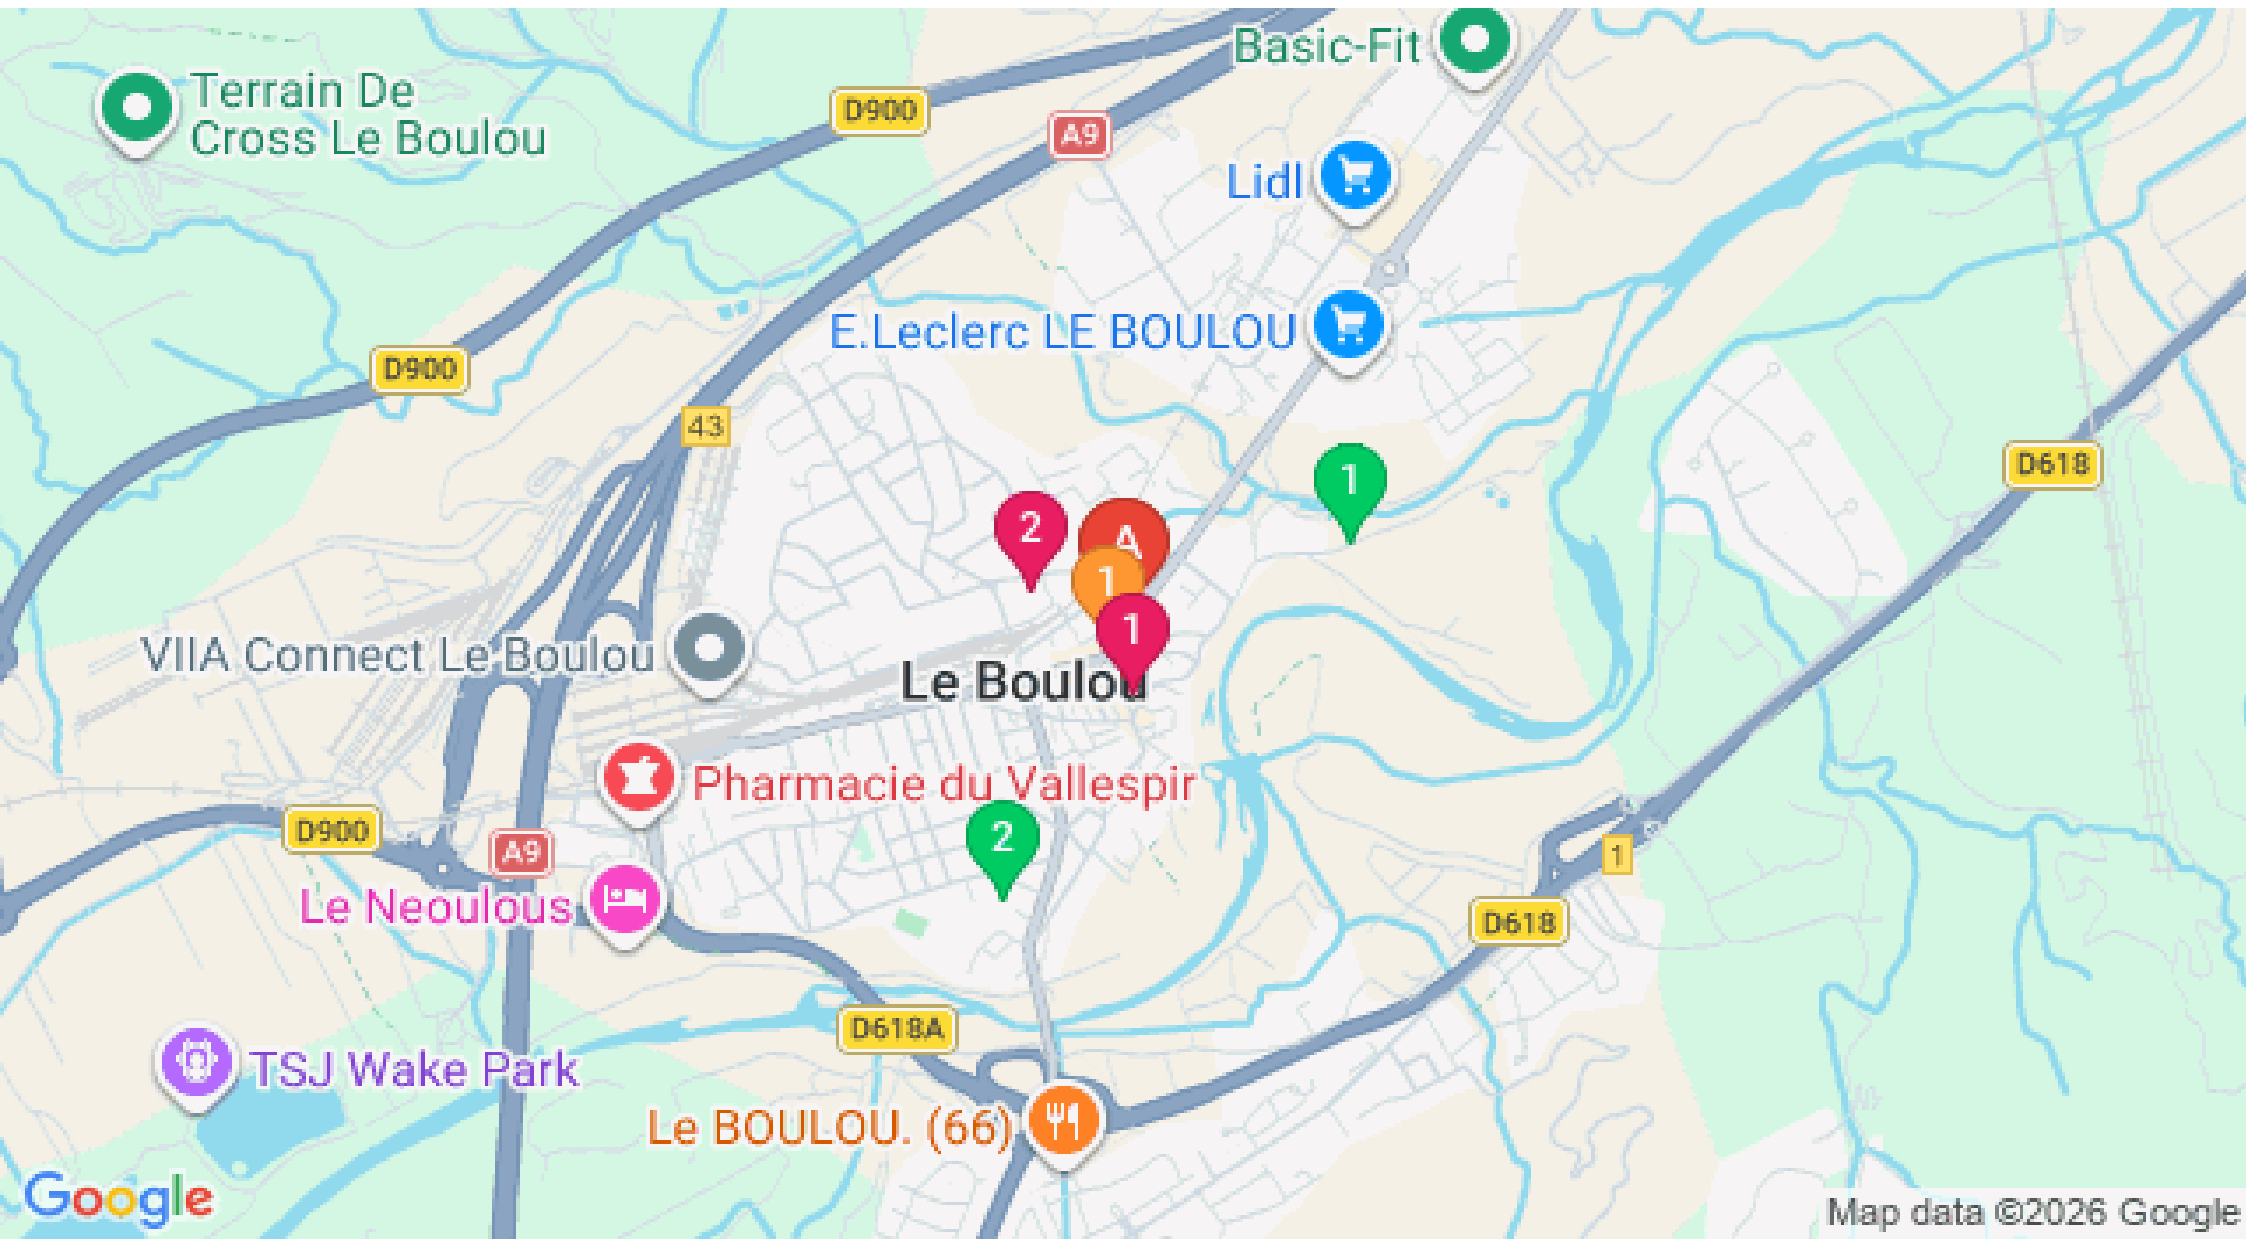 Basic-Fit
Terrain De
Cross Le Boulou
D900
A9
Lidl
E.Leclerc LE BOULOU
D900
43
1
D618
2
A
1
1
VIIA Connect Le Boulou
Le Boulou
Pharmacie du Vallespir
D900
2
A9
1
Le Neoulous
D618
D618A
TSJ Wake Park
Le BOULOU. (66)
Google
Map data ©2026 Google